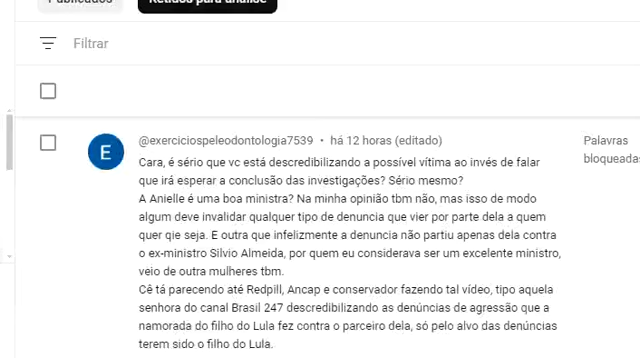 Publicados
Retidos para análise
Filtrar
@exerciciospeleodontologia7539 • há 12 horas (editado)
Palavras
bloqueadas
Cara, é sério que vc está descredibilizando a possível vítima ao invés de falar
que irá esperar a conclusão das investigações? Sério mesmo?
A Anielle é uma boa ministra? Na minha opinião tbm não, mas isso de modo
algum deve invalidar qualquer tipo de denuncia que vier por parte dela a quem
quer qie seja. E outra que infelizmente a denuncia não partiu apenas dela contra
o ex-ministro Silvio Almeida, por quem eu considerava ser um excelente ministro,
veio de outra mulheres tbm.
Cê tá parecendo até Redpill, Ancap e conservador fazendo tal vídeo, tipo aquela
senhora do canal Brasil 247 descredibilizando as denúncias de agressão que a
namorada do filho do Lula fez contra o parceiro dela, só pelo alvo das denúncias
terem sido o filho do Lula.
E